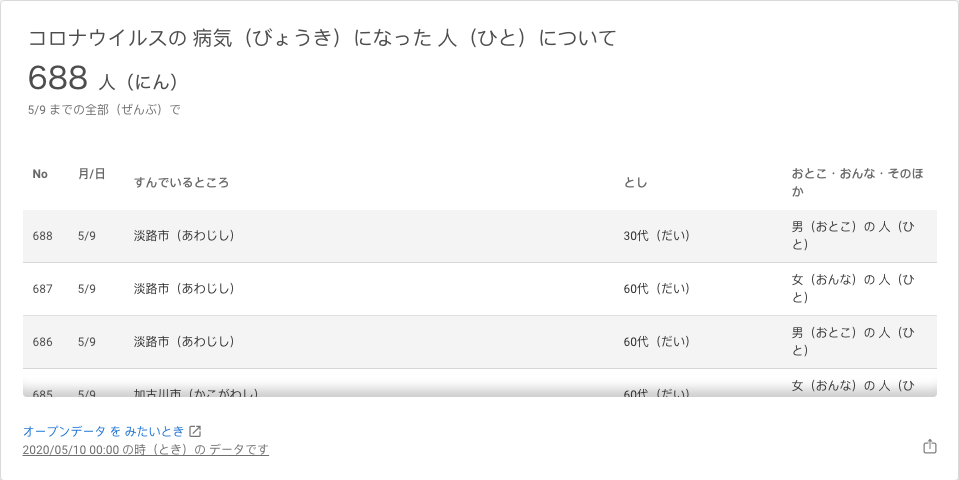 コロナウイルスの 病気（びょうき）になった 人（ひと）について
688 人（にん）
5/9 までの全部（ぜんぶ）で
No 月/日 すんでいるところ とし おとこ・おんな・そのほ
か
688 5/9 淡路市（あわじし） 30代（だい） 男（おとこ）の 人（ひ
と）
687 5/9 淡路市（あわじし） 60代（だい） 女（おんな）の 人（ひ
と）
686 5/9 淡路市（あわじし） 60代（だい） 男（おとこ）の 人（ひ
と）
685 5/9 加古川市（かこがわし） 60代（だい） 女（おんな）の 人（ひ
オープンデータ を みたいとき
2020/05/10 00:00 の時（とき）の データです